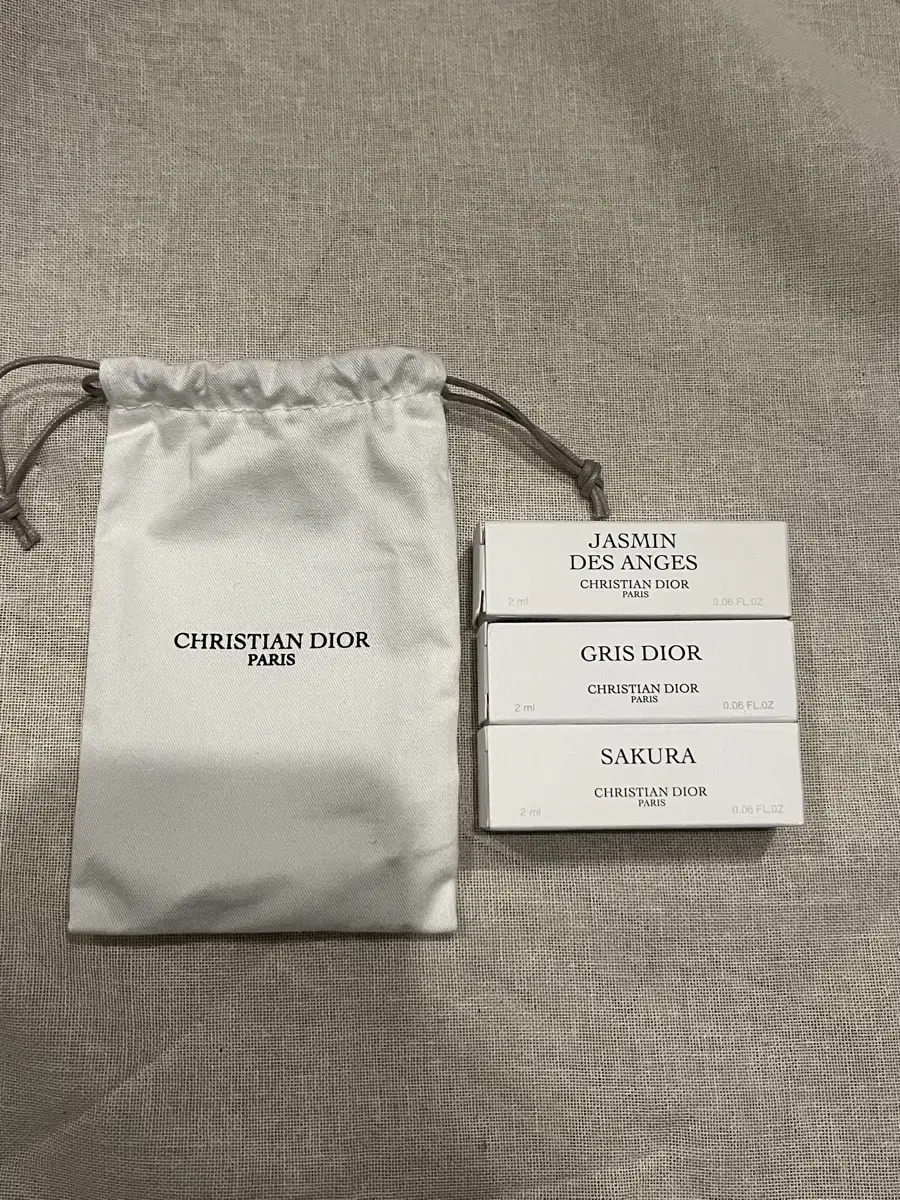 CHRISTIAN DIOR
PARIS
JASMIN
DES ANGES
CHRISTIAN DIOR
PARIS
2 ml 0.06 FL.OZ
GRIS DIOR
CHRISTIAN DIOR
PARIS
2 ml 0.06 FL.OZ
SAKURA
CHRISTIAN DIOR
PARIS
2 ml 0.06 FL.OZ